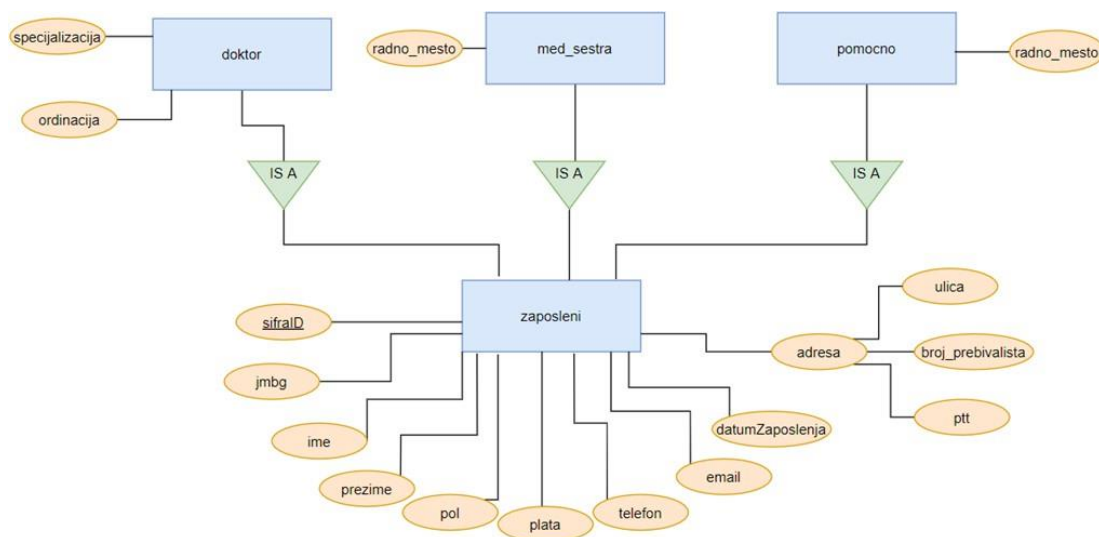 specijalizacija
doktor
ordinacija
radno_mesto
med_sestra
pomocno
radno_mesto
IS A
IS A
IS A
zaposleni
sifraID
jmbg
ime
prezime
pol
plata
telefon
email
datumZaposlenja
adresa
ulica
broj_prebivalista
ptt